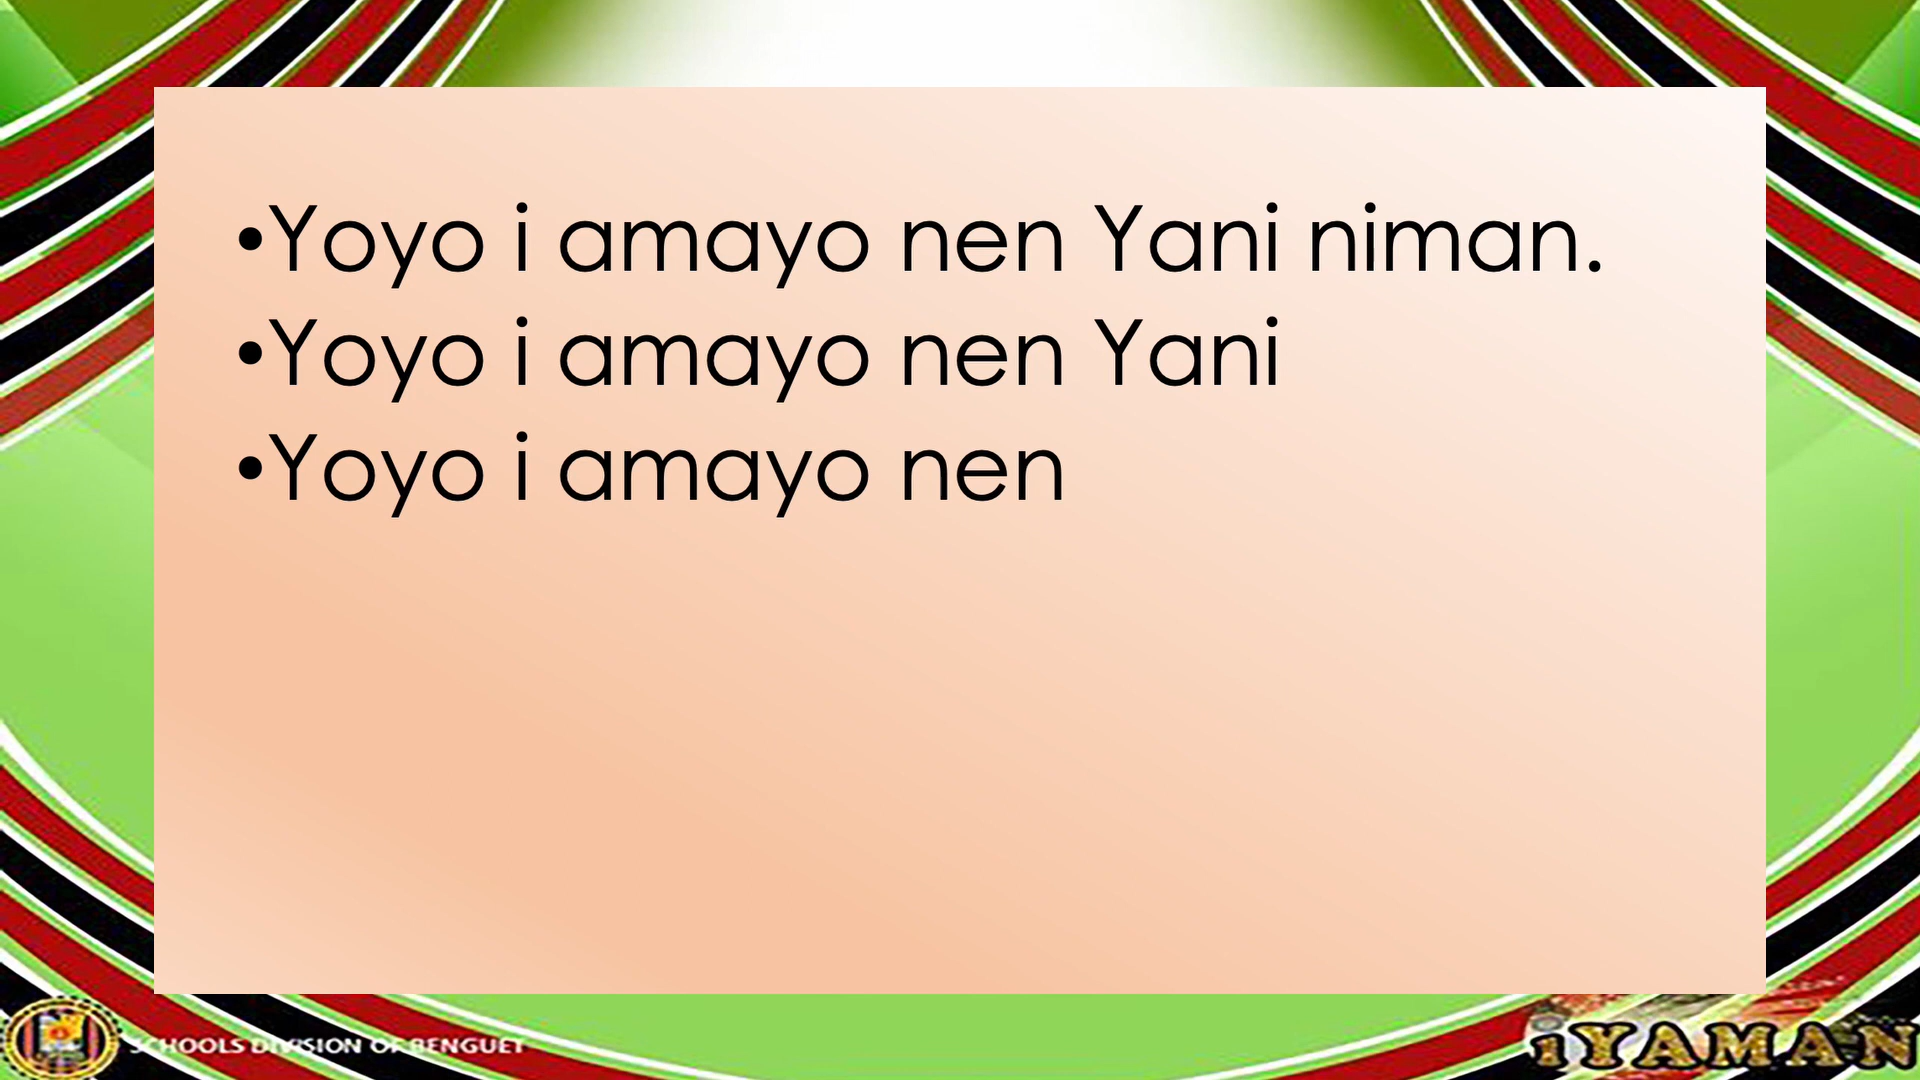 •Yoyo i amayo nen Yani niman.
•Yoyo i amayo nen Yani
•Yoyo i amayo nen
SCHOOLS DIVISION OF BENGUET
iYAMAN